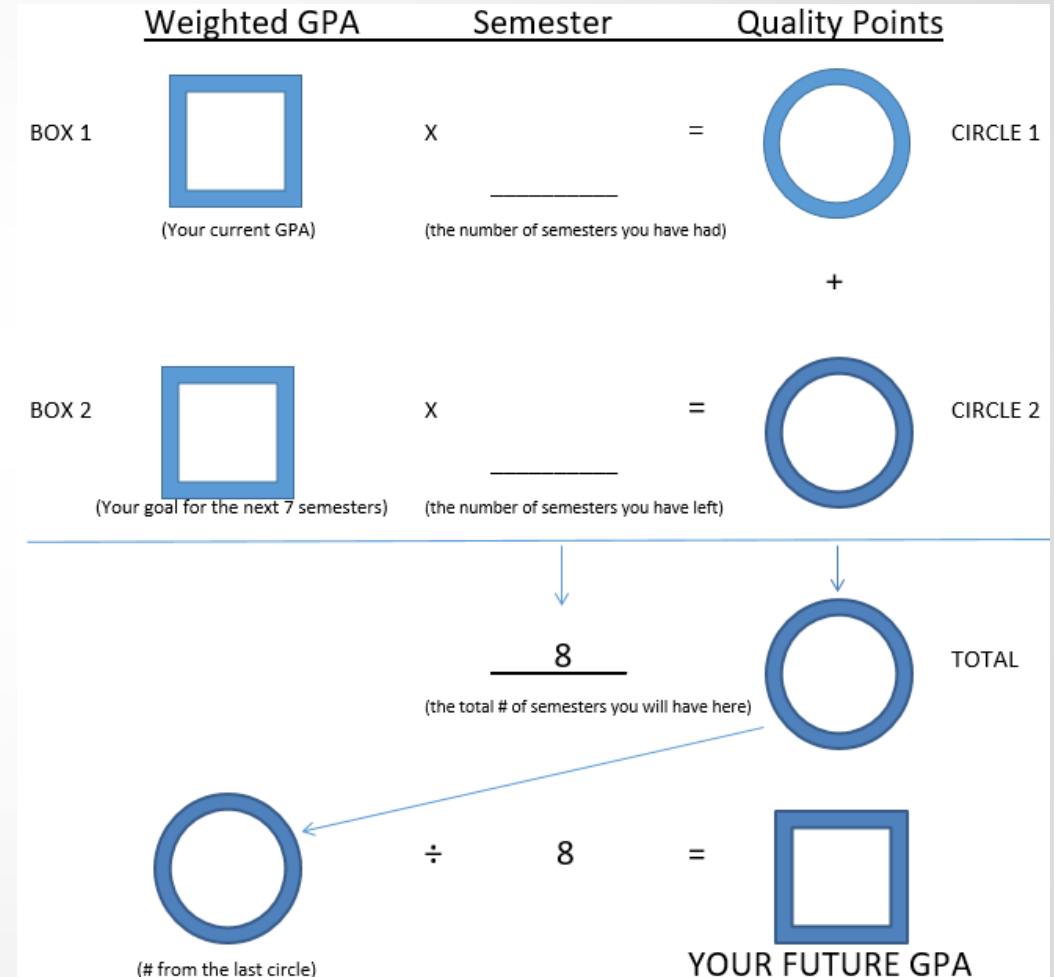 Weighted GPA Semester Quality Points
BOX 1 X = CIRCLE 1
__________
(Your current GPA) (the number of semesters you have had)
+
BOX 2 X = CIRCLE 2
__________
(Your goal for the next 7 semesters) (the number of semesters you have left)
8 TOTAL
(the total # of semesters you will have here)
÷ 8 =
(# from the last circle) YOUR FUTURE GPA